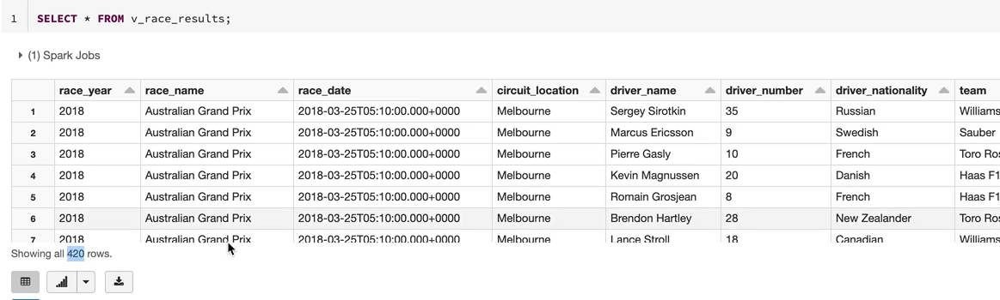 1 SELECT * FROM v_race_results;
(1) Spark Jobs
race_year race_name race_date circuit_location driver_name driver_number driver_nationality team
1 2018 Australian Grand Prix 2018-03-25T05:10:00.000+0000 Melbourne Sergey Sirotkin 35 Russian Williams
2 2018 Australian Grand Prix 2018-03-25T05:10:00.000+0000 Melbourne Marcus Ericsson 9 Swedish Sauber
3 2018 Australian Grand Prix 2018-03-25T05:10:00.000+0000 Melbourne Pierre Gasly 10 French Toro Ros
4 2018 Australian Grand Prix 2018-03-25T05:10:00.000+0000 Melbourne Kevin Magnussen 20 Danish Haas F1
5 2018 Australian Grand Prix 2018-03-25T05:10:00.000+0000 Melbourne Romain Grosjean 8 French Haas F1
6 2018 Australian Grand Prix 2018-03-25T05:10:00.000+0000 Melbourne Brendon Hartley 28 New Zealander Toro Ros
7 2018 Australian Grand Prix 2018-03-25T05:10:00.000+0000 Melbourne Lance Stroll 18 Canadian Williams
Showing all 420 rows.